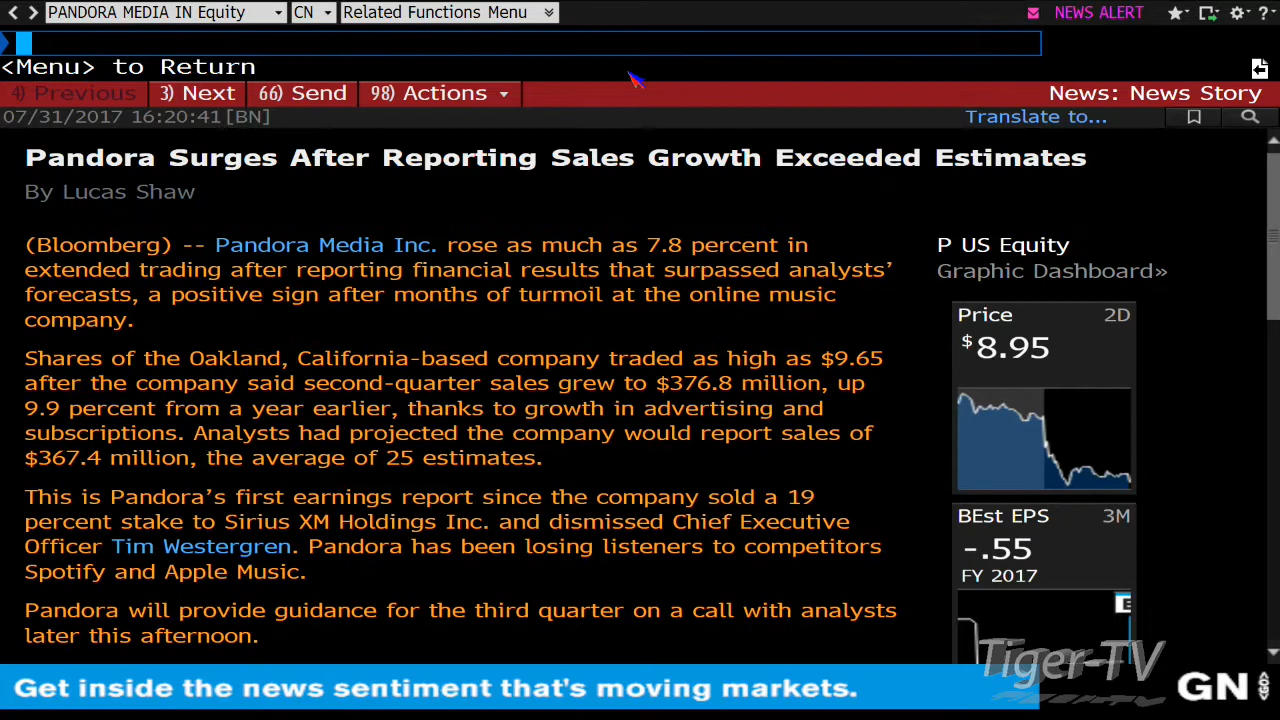 PANDORA MEDIA IN Equity CN Related Functions Menu NEWS ALERT ?
<Menu> to Return
4) Previous 3) Next 66) Send 98) Actions News: News Story
07/31/2017 16:20:41[BN] Translate to...
Pandora Surges After Reporting Sales Growth Exceeded Estimates
By Lucas Shaw
(Bloomberg) -- Pandora Media Inc. rose as much as 7.8 percent in
extended trading after reporting financial results that surpassed analysts’
forecasts, a positive sign after months of turmoil at the online music
company.
Shares of the Oakland, California-based company traded as high as $9.65
after the company said second-quarter sales grew to $376.8 million, up
9.9 percent from a year earlier, thanks to growth in advertising and
subscriptions. Analysts had projected the company would report sales of
$367.4 million, the average of 25 estimates.
This is Pandora’s first earnings report since the company sold a 19
percent stake to Sirius XM Holdings Inc. and dismissed Chief Executive
Officer Tim Westergren. Pandora has been losing listeners to competitors
Spotify and Apple Music.
Pandora will provide guidance for the third quarter on a call with analysts
later this afternoon.
P US Equity
Graphic Dashboard»
Price 2D
$8.95
BEst EPS 3M
-.55
FY 2017
Tiger-TV
Get inside the news sentiment that's moving markets.
GN <GO>